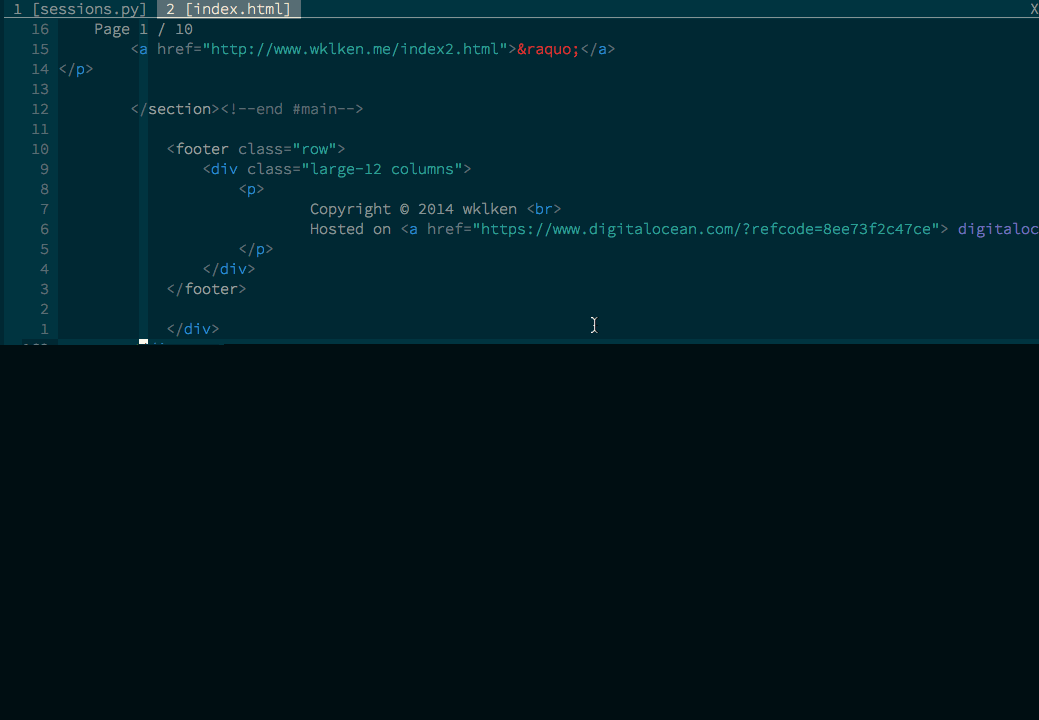 1 [sessions.py] 2 [index.html] X
16 Page 1 / 10
15 <a href="http://www.wklken.me/index2.html">&raquo;</a>
14 </p>
13
12 </section><!--end #main-->
11
10 <footer class="row">
9 <div class="large-12 columns">
8 <p>
7 Copyright © 2014 wklken <br>
6 Hosted on <a href="https://www.digitalocean.com/?refcode=8ee73f2c47ce"> digitaloc
5 </p>
4 </div>
3 </footer>
2
1 </div>